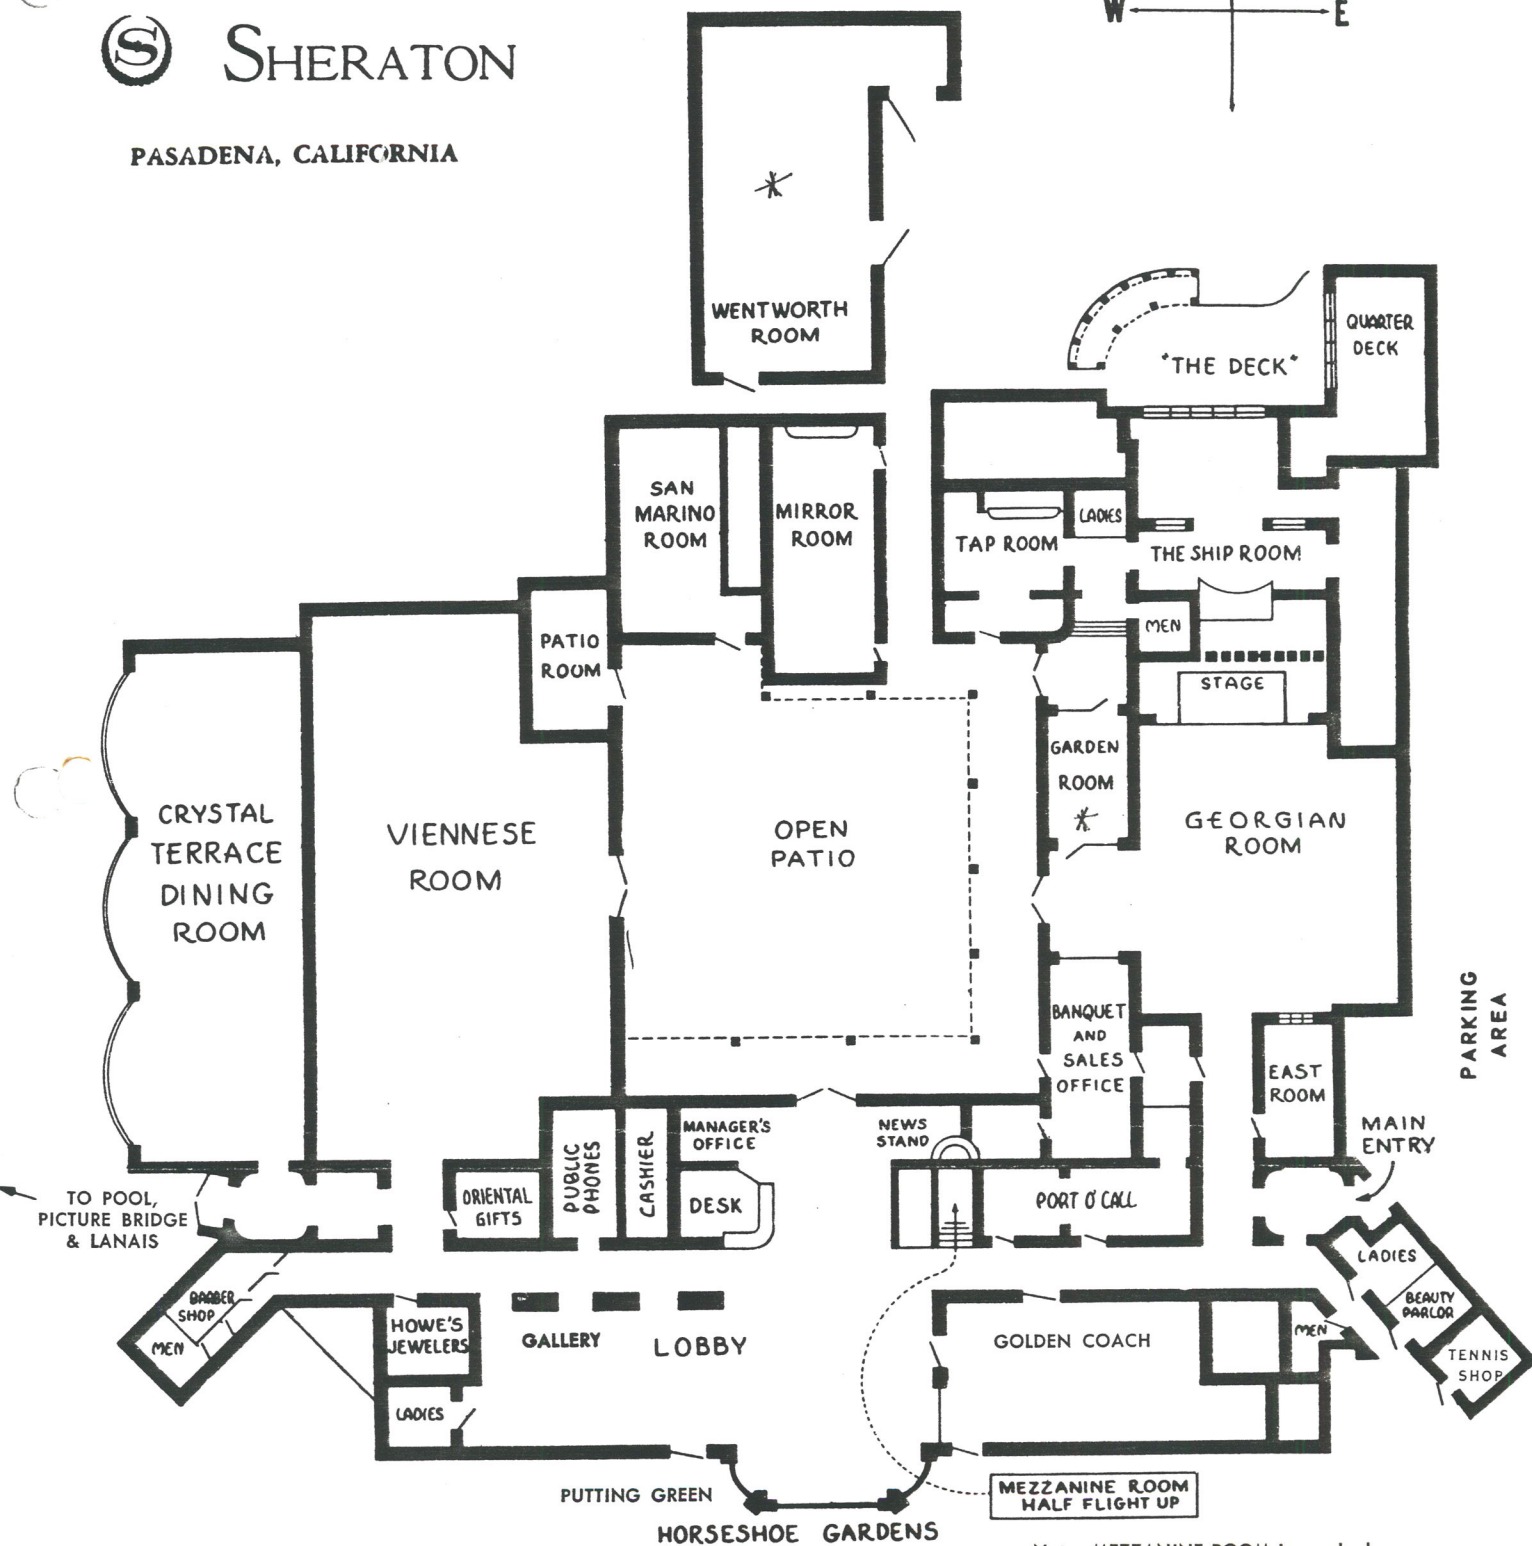 W E
S SHERATON
PASADENA, CALIFORNIA
WENTWORTH
ROOM
QUARTER
DECK
"THE DECK"
SAN
MARINO
ROOM
MIRROR
ROOM
LADIES
TAP ROOM
THE SHIP ROOM
MEN
PATIO
ROOM
STAGE
GARDEN
ROOM
CRYSTAL
TERRACE
DINING
ROOM
VIENNESE
ROOM
OPEN
PATIO
GEORGIAN
ROOM
PARKING
AREA
BANQUET
AND
SALES
OFFICE
EAST
ROOM
MAIN
ENTRY
MANAGER'S
OFFICE
NEWS
STAND
PUBLIC
PHONES
CASHIER
ORIENTAL
GIFTS
DESK
PORT O' CALL
TO POOL,
PICTURE BRIDGE
& LANAIS
LADIES
BARBER
SHOP
MEN
BEAUTY
PARLOR
HOWE'S
JEWELERS
GALLERY
LOBBY
GOLDEN COACH
MEN
TENNIS
SHOP
LADIES
PUTTING GREEN
MEZZANINE ROOM
HALF FLIGHT UP
HORSESHOE GARDENS